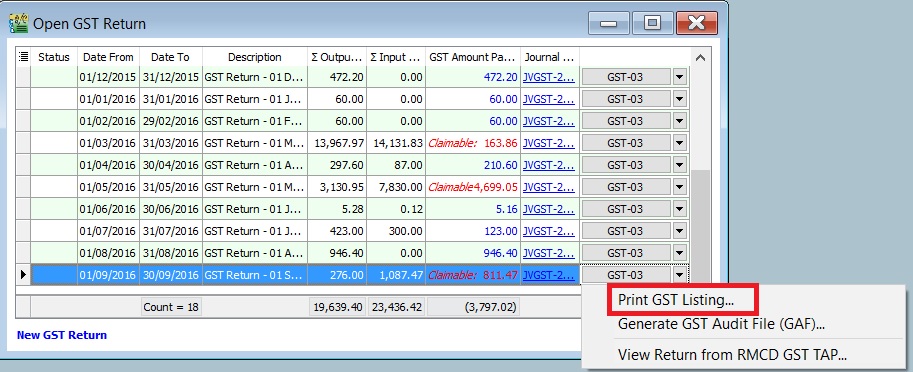 Open GST Return
Status Date From Date To Description Σ Outpu... Σ Input ... GST Amount Pa... Journal ...
01/12/2015 31/12/2015 GST Return - 01 D... 472.20 0.00 472.20 JVGST-2... GST-03
01/01/2016 31/01/2016 GST Return - 01 J... 60.00 0.00 60.00 JVGST-2... GST-03
01/02/2016 29/02/2016 GST Return - 01 F... 60.00 0.00 60.00 JVGST-2... GST-03
01/03/2016 31/03/2016 GST Return - 01 M... 13,967.97 14,131.83 Claimable: 163.86 JVGST-2... GST-03
01/04/2016 30/04/2016 GST Return - 01 A... 297.60 87.00 210.60 JVGST-2... GST-03
01/05/2016 31/05/2016 GST Return - 01 M... 3,130.95 7,830.00 Claimable 4,699.05 JVGST-2... GST-03
01/06/2016 30/06/2016 GST Return - 01 J... 5.28 0.12 5.16 JVGST-2... GST-03
01/07/2016 31/07/2016 GST Return - 01 J... 423.00 300.00 123.00 JVGST-2... GST-03
01/08/2016 31/08/2016 GST Return - 01 A... 946.40 0.00 946.40 JVGST-2... GST-03
01/09/2016 30/09/2016 GST Return - 01 S... 276.00 1,087.47 Claimable: 811.47 JVGST-2... GST-03
Count = 18 19,639.40 23,436.42 (3,797.02)
New GST Return
Print GST Listing...
Generate GST Audit File (GAF)...
View Return from RMCD GST TAP...